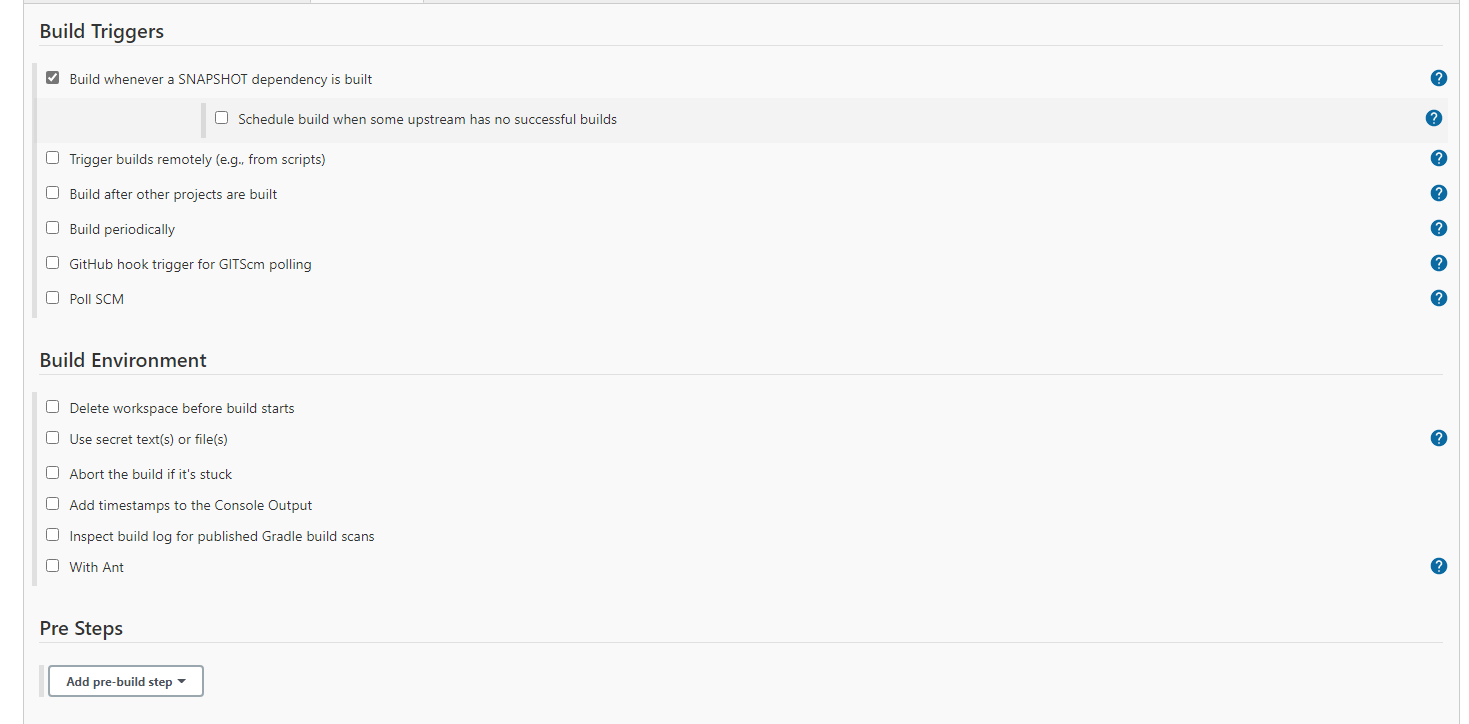 Build Triggers
Build whenever a SNAPSHOT dependency is built
Schedule build when some upstream has no successful builds
Trigger builds remotely (e.g., from scripts)
Build after other projects are built
Build periodically
GitHub hook trigger for GITScm polling
Poll SCM
Build Environment
Delete workspace before build starts
Use secret text(s) or file(s)
Abort the build if it's stuck
Add timestamps to the Console Output
Inspect build log for published Gradle build scans
With Ant
Pre Steps
Add pre-build step